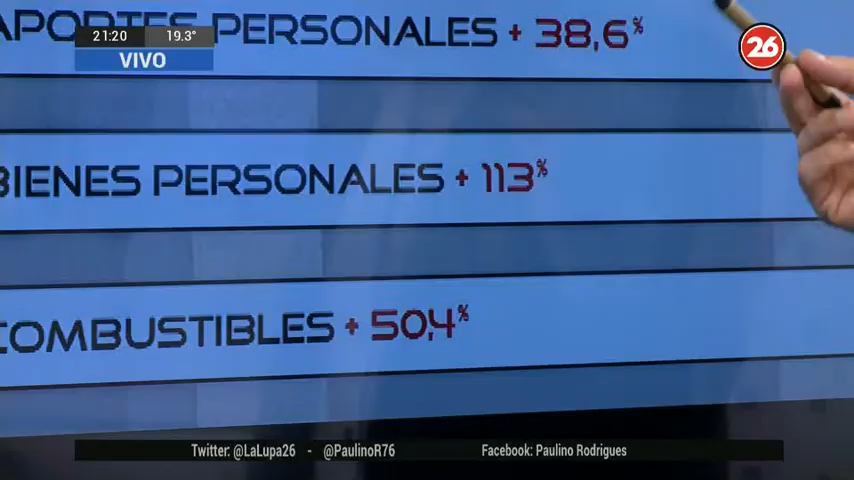 APORTES PERSONALES + 38,6%
21:20 19.3°
VIVO
26
BIENES PERSONALES + 113%
COMBUSTIBLES + 50,4%
Twitter: @LaLupa26 - @PaulinoR76 Facebook: Paulino Rodrigues